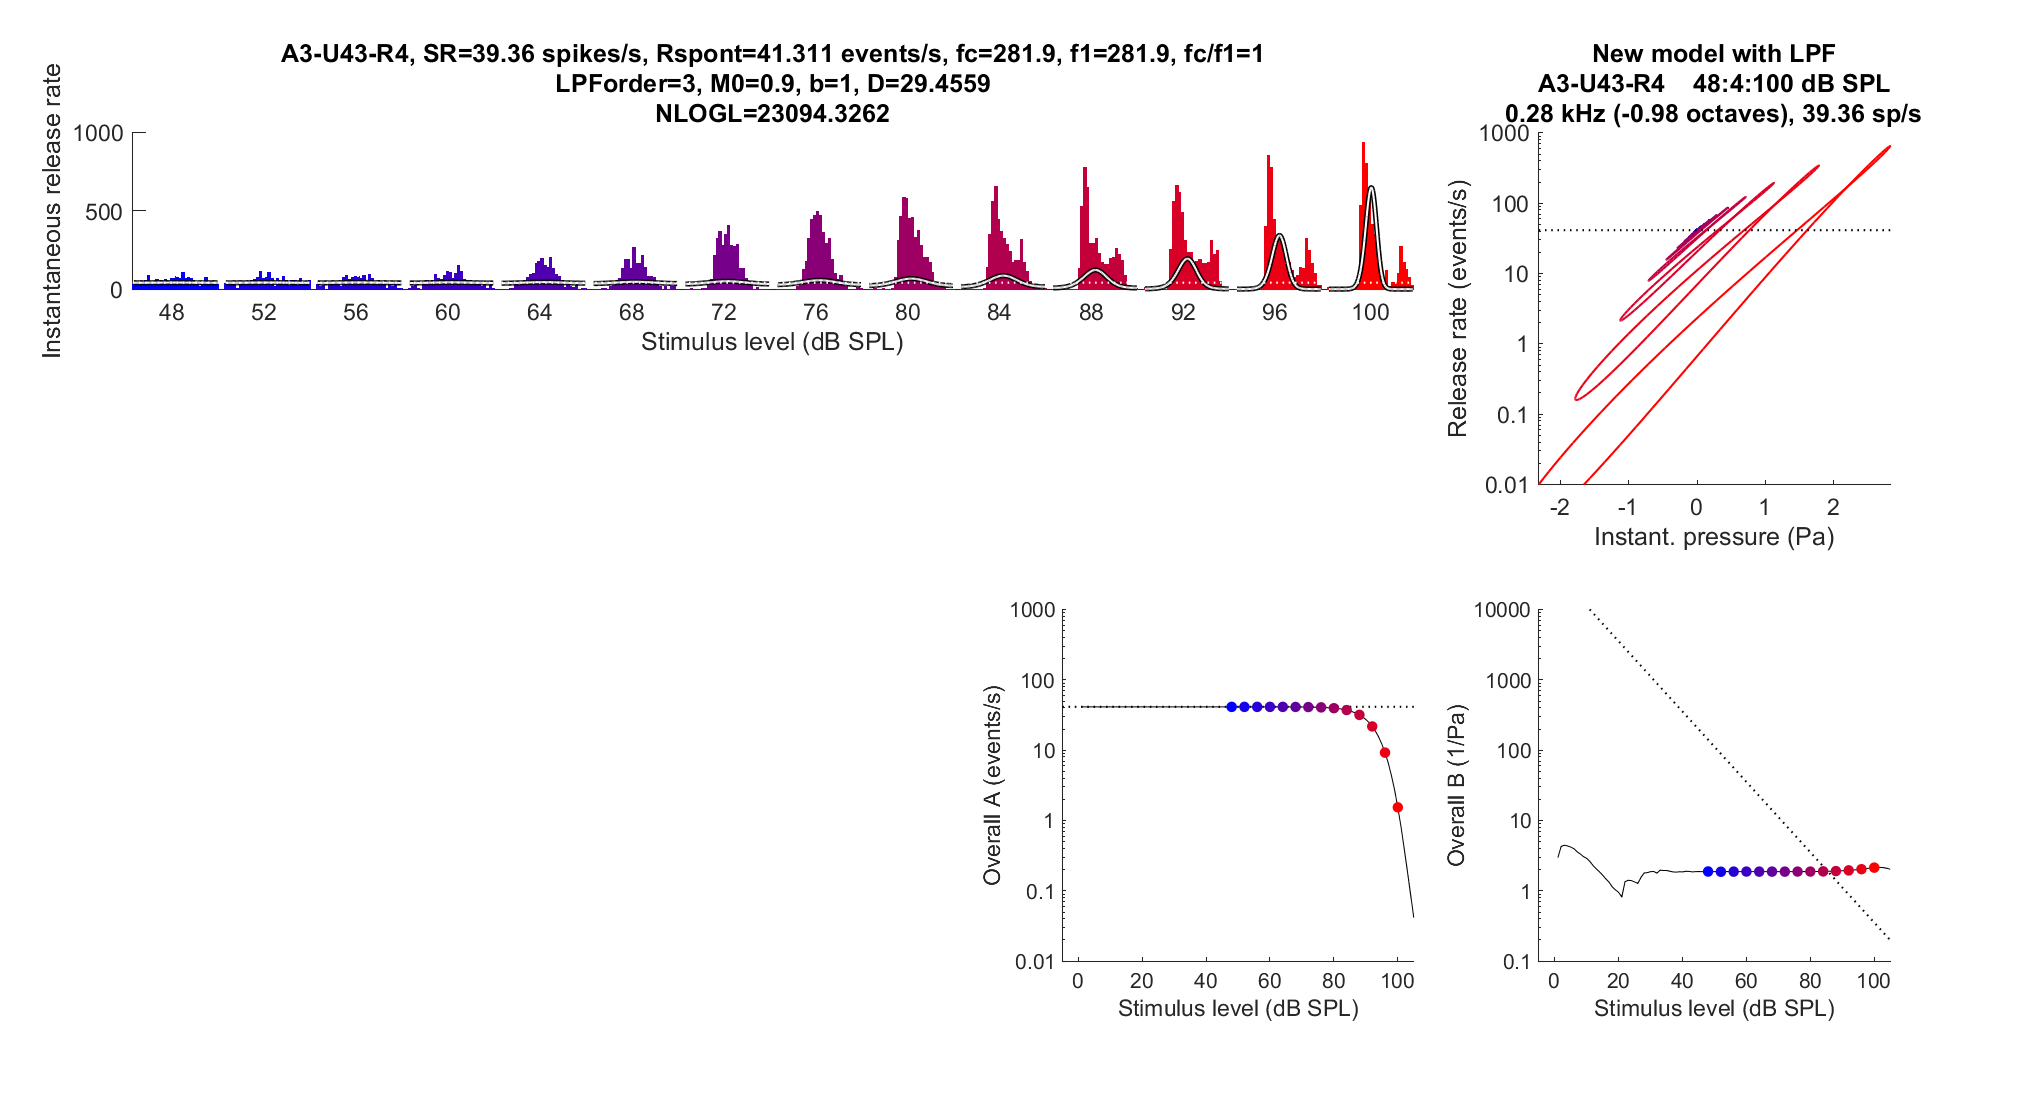 A3-U43-R4, SR=39.36 spikes/s, Rspont=41.311 events/s, fc=281.9, f1=281.9, fc/f1=1
LPForder=3, M0=0.9, b=1, D=29.4559
NLOGL=23094.3262
Instantaneous release rate
1000
500
0
48 52 56 60 64 68 72 76 80 84 88 92 96 100
Stimulus level (dB SPL)
New model with LPF
A3-U43-R4 48:4:100 dB SPL
0.28 kHz (-0.98 octaves), 39.36 sp/s
Release rate (events/s)
1000
100
10
1
0.1
0.01
-2 -1 0 1 2
Instant. pressure (Pa)
Overall A (events/s)
1000
100
10
1
0.1
0.01
0 20 40 60 80 100
Stimulus level (dB SPL)
Overall B (1/Pa)
10000
1000
100
10
1
0.1
0 20 40 60 80 100
Stimulus level (dB SPL)